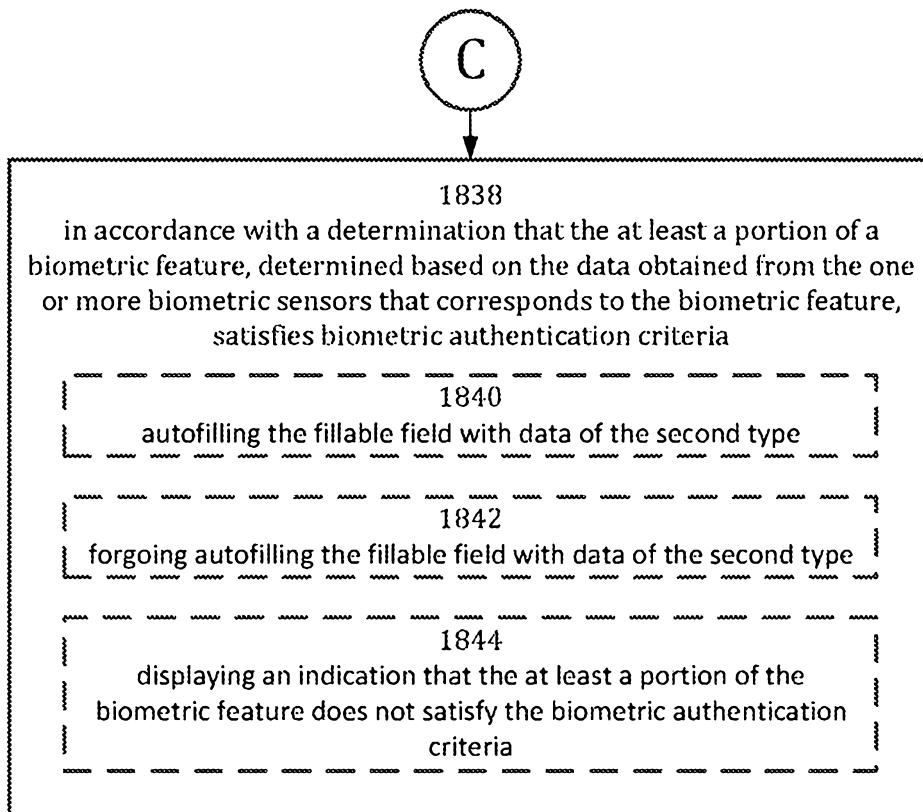 C
1838
in accordance with a determination that the at least a portion of a
biometric feature, determined based on the data obtained from the one
or more biometric sensors that corresponds to the biometric feature,
satisfies biometric authentication criteria
1840
autofilling the fillable field with data of the second type
1842
forgoing autofilling the fillable field with data of the second type
1844
displaying an indication that the at least a portion of the
biometric feature does not satisfy the biometric authentication
criteria